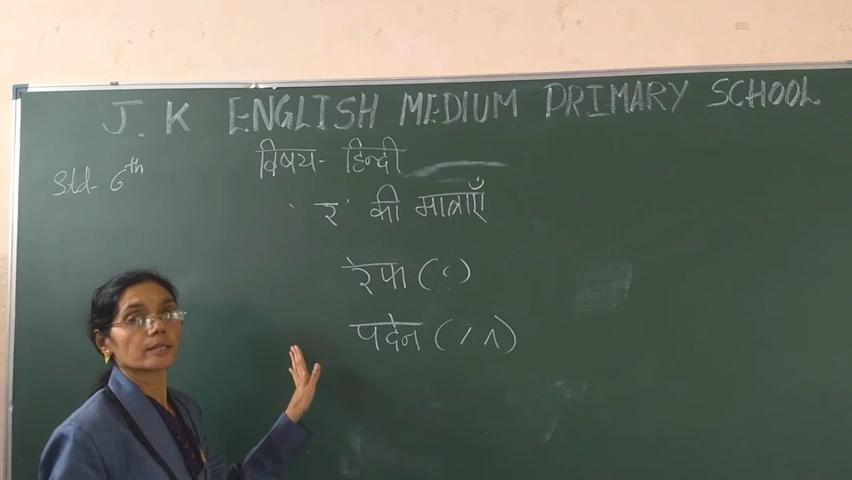 J.K ENGLISH MEDIUM PRIMARY SCHOOL
Std- 6th
विषय- हिन्दी
'र' की मात्राएँ
रेफ ( र्  )
पदेन ( ⁄ ʌ )